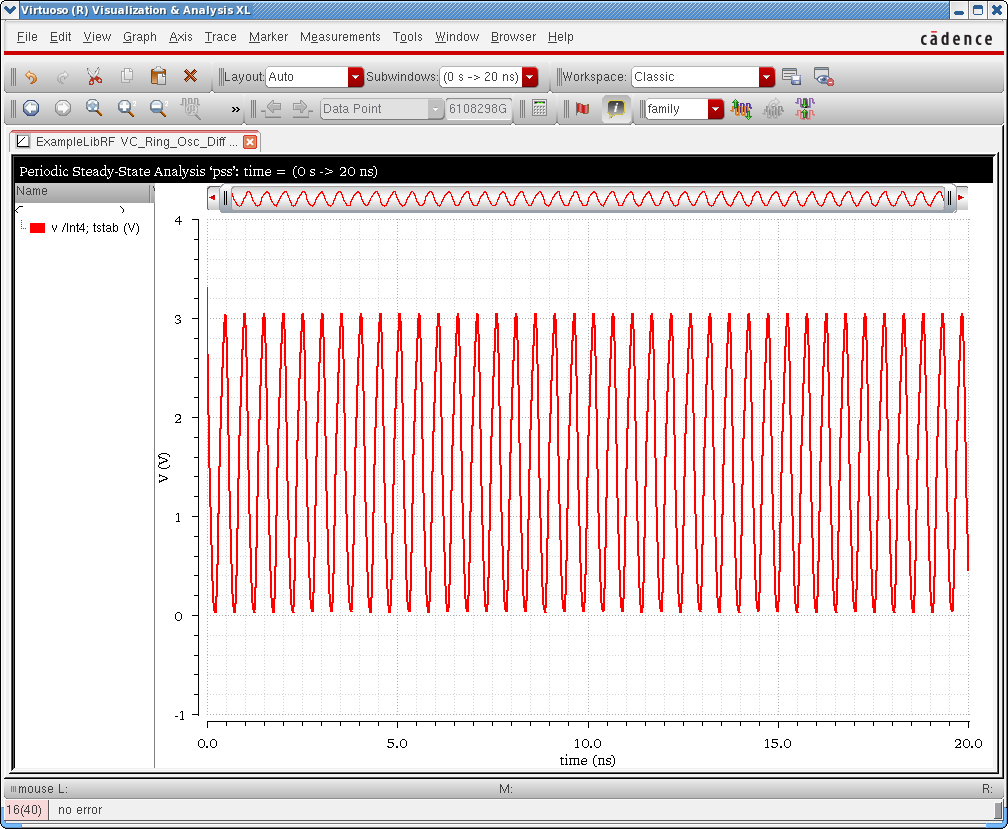 Virtuoso (R) Visualization & Analysis XL
File Edit View Graph Axis Trace Marker Measurements Tools Window Browser Help
cādence
Layout: Auto Subwindows: (0 s -> 20 ns) Workspace: Classic
» Data Point 6108298G family
ExampleLibRF VC_Ring_Osc_Diff ...
Periodic Steady-State Analysis ‘pss’: time = (0 s -> 20 ns)
Name
v /Int4; tstab (V)
4
3
2
V (V)
1
0
-1
0.0 5.0 10.0 15.0 20.0
time (ns)
mouse L: M: R:
16(40) no error